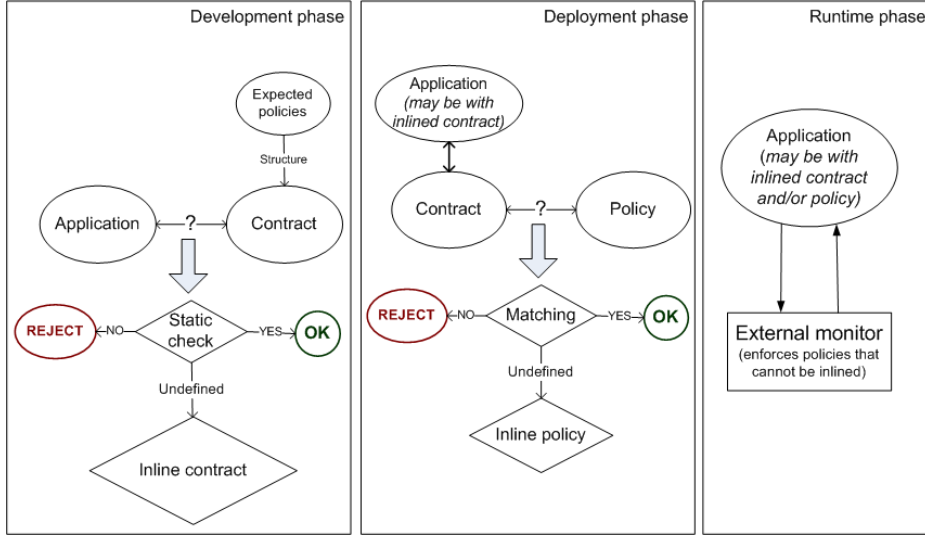 Development phase
Expected
policies
Structure
Application
?
Contract
REJECT
NO
Static
check
YES
OK
Undefined
Inline contract
Deployment phase
Application
(may be with
inlined contract)
Contract
?
Policy
REJECT
NO
Matching
YES
OK
Undefined
Inline policy
Runtime phase
Application
(may be with
inlined contract
and/or policy)
External monitor
(enforces policies that
cannot be inlined)